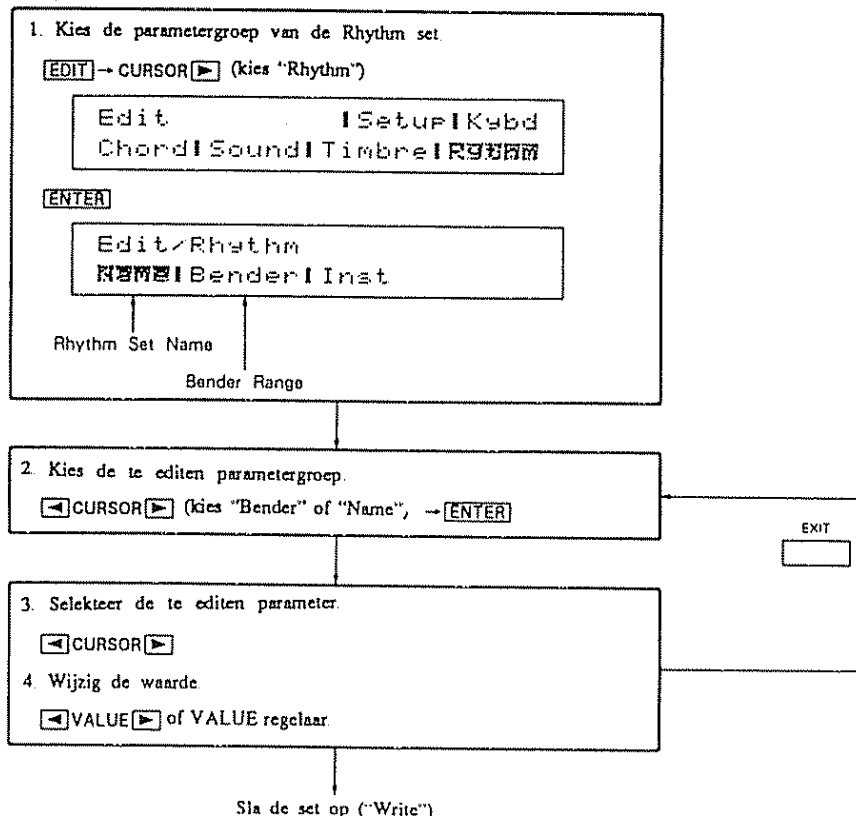 1. Kies de parametergroep van de Rhythm set.
EDIT → CURSOR ▶ (kies "Rhythm")
Edit |Setup|Kybd
Chord|Sound|Timbre|Rythm
ENTER
Edit/Rhythm
Name|Bender|Inst
Rhythm Set Name
Bender Range
2. Kies de te editen parametergroep.
◀ CURSOR ▶ (kies "Bender" of "Name", → ENTER
EXIT
3. Selekteer de te editen parameter.
◀ CURSOR ▶
4. Wijzig de waarde.
◀ VALUE ▶ of VALUE regelaar.
Sla de set op ("Write")